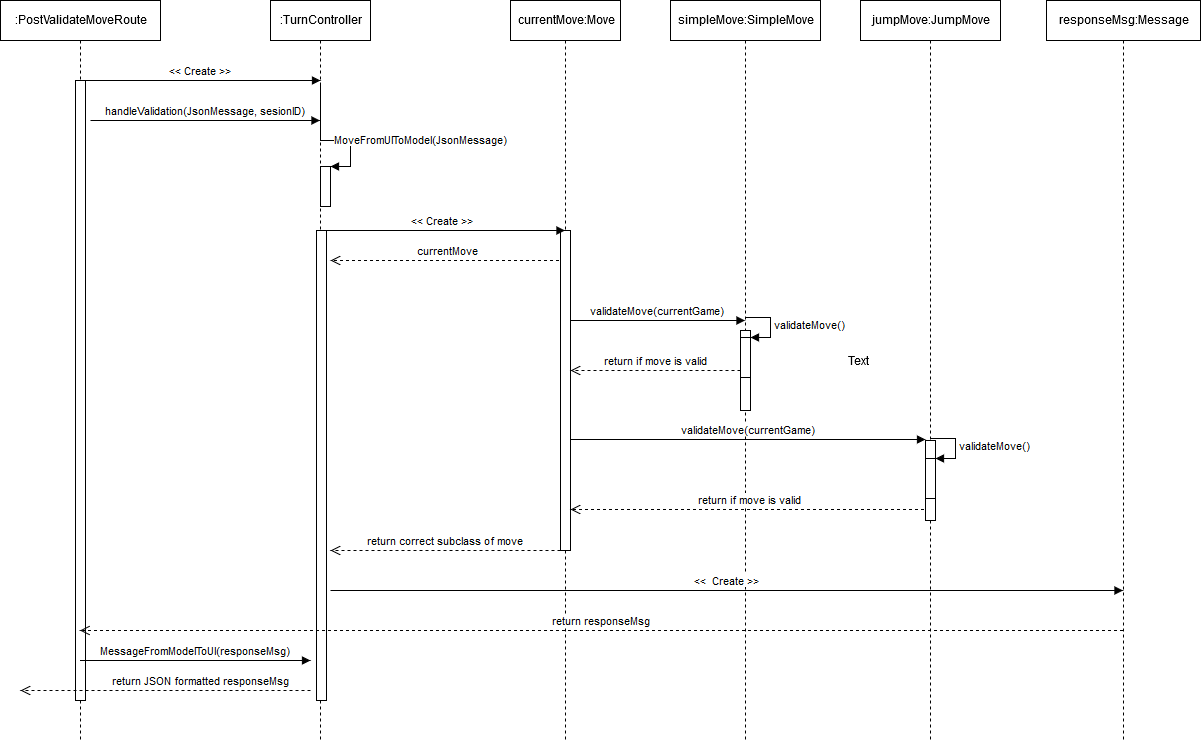 :PostValidateMoveRoute
:TurnController
currentMove:Move
simpleMove:SimpleMove
jumpMove:JumpMove
responseMsg:Message
<< Create >>
handleValidation(JsonMessage, sesionID)
MoveFromUIToModel(JsonMessage)
<< Create >>
currentMove
validateMove(currentGame)
validateMove()
return if move is valid
Text
validateMove(currentGame)
validateMove()
return if move is valid
return correct subclass of move
<< Create >>
return responseMsg
MessageFromModelToUI(responseMsg)
return JSON formatted responseMsg